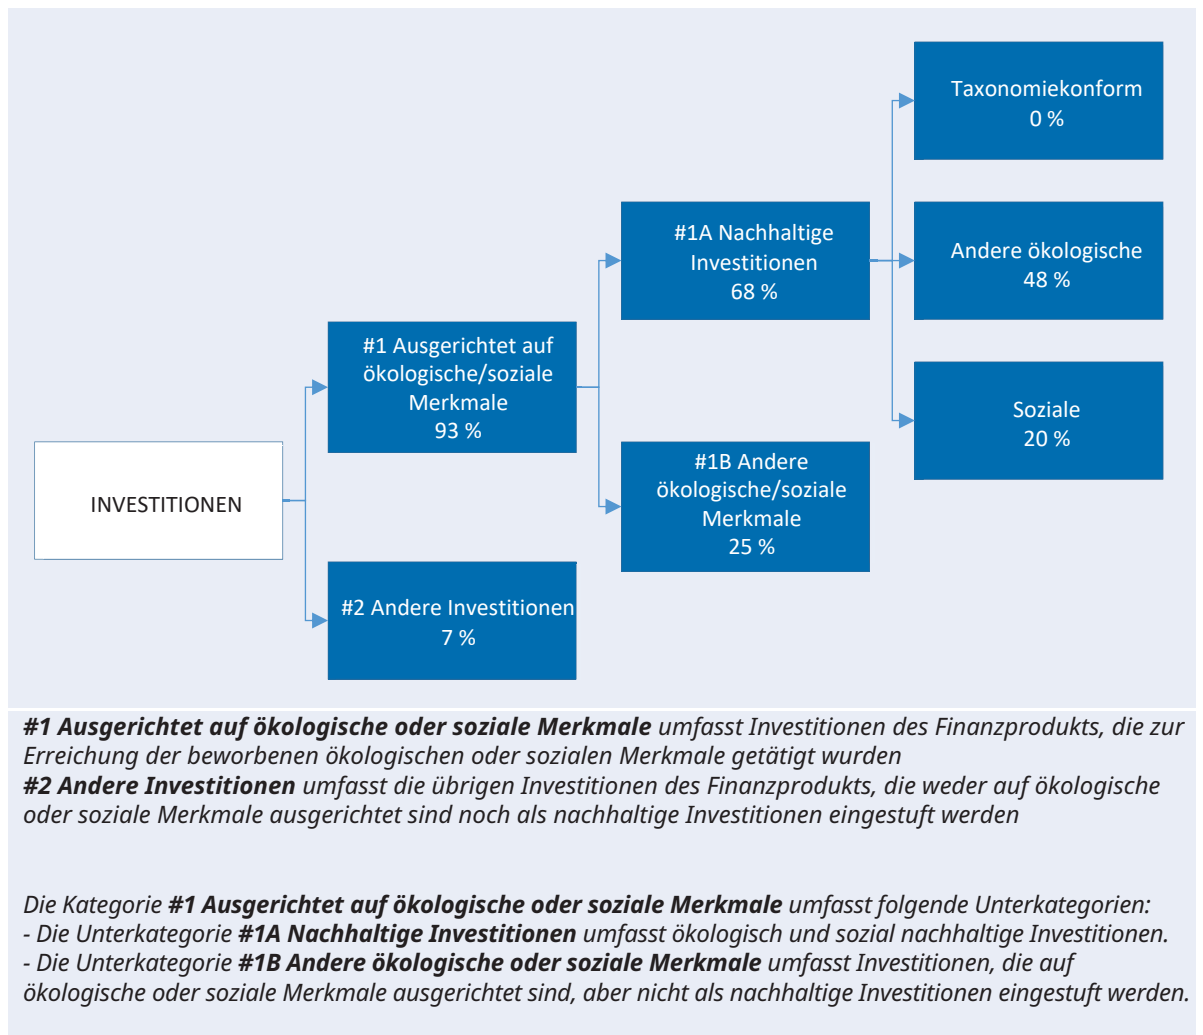 INVESTITIONEN
#1 Ausgerichtet auf
ökologische/soziale
Merkmale
93 %
#2 Andere Investitionen
7 %
#1A Nachhaltige
Investitionen
68 %
#1B Andere
ökologische/soziale
Merkmale
25 %
Taxonomiekonform
0 %
Andere ökologische
48 %
Soziale
20 %
#1 Ausgerichtet auf ökologische oder soziale Merkmale umfasst Investitionen des Finanzprodukts, die zur
Erreichung der beworbenen ökologischen oder sozialen Merkmale getätigt wurden
#2 Andere Investitionen umfasst die übrigen Investitionen des Finanzprodukts, die weder auf ökologische
oder soziale Merkmale ausgerichtet sind noch als nachhaltige Investitionen eingestuft werden
Die Kategorie #1 Ausgerichtet auf ökologische oder soziale Merkmale umfasst folgende Unterkategorien:
- Die Unterkategorie #1A Nachhaltige Investitionen umfasst ökologisch und sozial nachhaltige Investitionen.
- Die Unterkategorie #1B Andere ökologische oder soziale Merkmale umfasst Investitionen, die auf
ökologische oder soziale Merkmale ausgerichtet sind, aber nicht als nachhaltige Investitionen eingestuft werden.